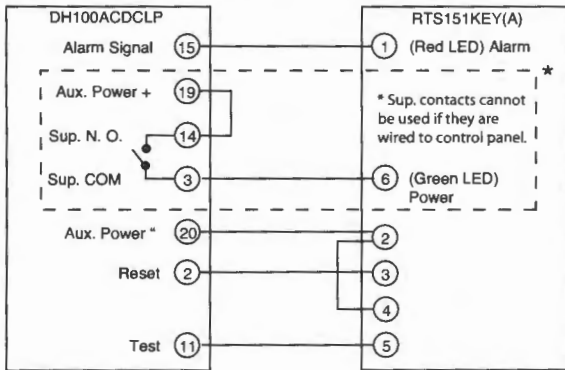 DH100ACDCLP
RTS151KEY(A)
Alarm Signal 15 1 (Red LED) Alarm
*
Aux. Power + 19
* Sup. contacts cannot
be used if they are
wired to control panel.
Sup. N. O. 14
Sup. COM 3 6 (Green LED)
Power
Aux. Power " 20 2
Reset 2 3
4
Test 11 5